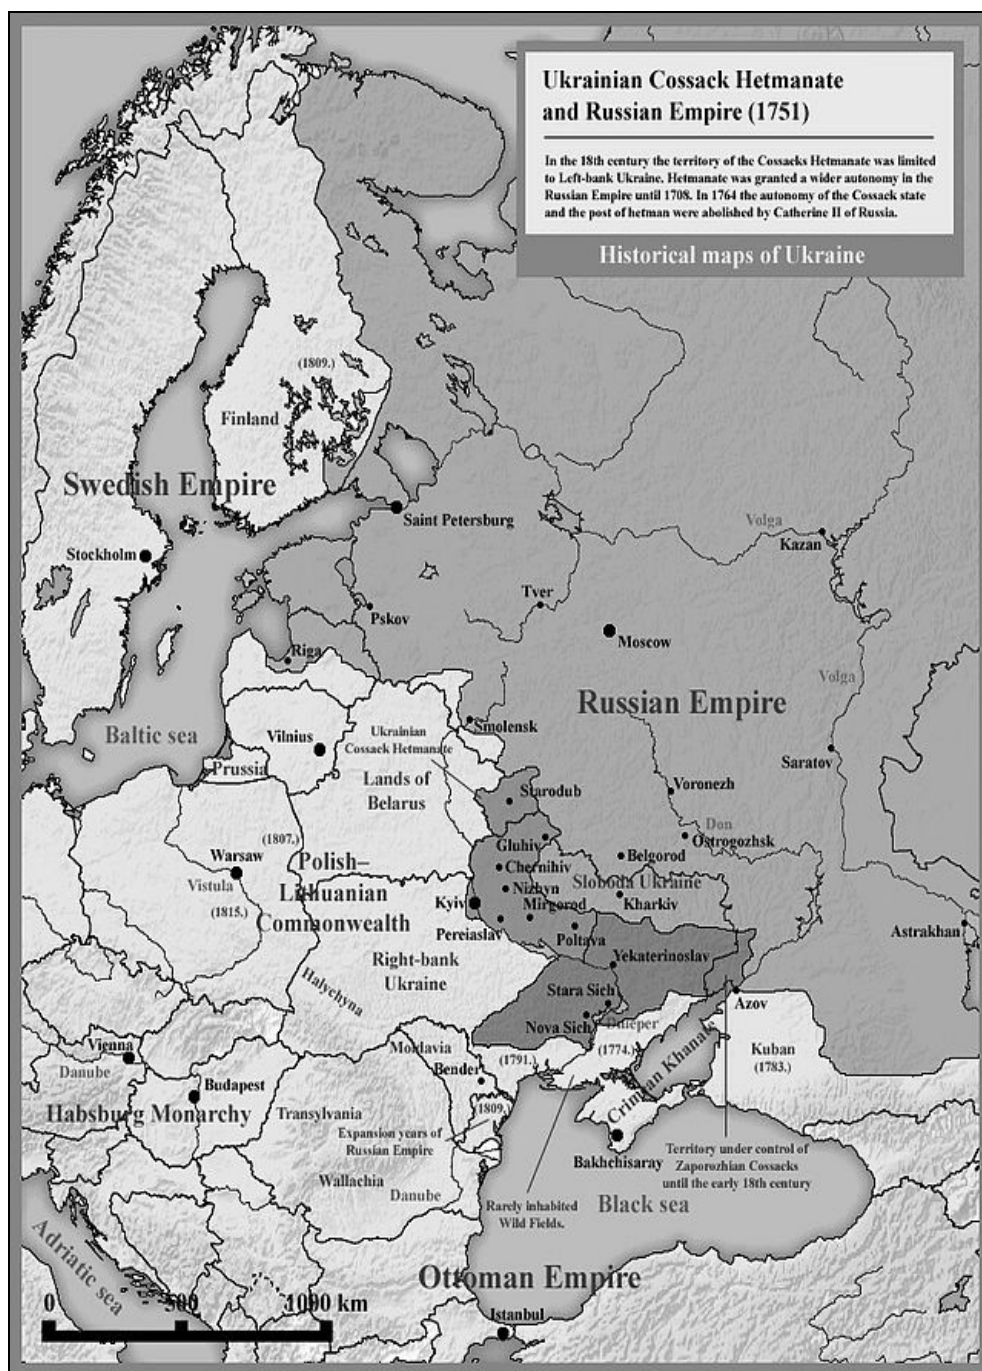 Ukrainian Cossack Hetmanate
and Russian Empire (1751)
In the 18th century the territory of the Cossacks Hetmanate was limited
to Left-bank Ukraine. Hetmanate was granted a wider autonomy in the
Russian Empire until 1708. In 1764 the autonomy of the Cossack state
and the post of hetman were abolished by Catherine II of Russia.
Historical maps of Ukraine
(1809.)
Finland
Swedish Empire
Saint Petersburg
Volga
Kazan
Stockholm
Tver
Pskov
Moscow
Riga
Volga
Russian Empire
Smolensk
Baltic sea
Vilnius
Ukrainian
Cossack Hetmanate
Saratov
Prussia
Lands of
Belarus
Starodub
Voronezh
Don
Ostrogozhsk
(1807.)
Gluhiv
Warsaw
Polish–
Lithuanian
Commonwealth
Chernihiv
Belgorod
Vistula
Nizhyn
Sloboda Ukraine
(1815.)
Kyiv
Mirgorod
Kharkiv
Pereiaslav
Poltava
Astrakhan
Right-bank
Ukraine
Yekaterinoslav
Halychyna
Stara Sich
Azov
Nova Sich
Dnieper
Vienna
Moldavia
(1791.)
(1774.)
Crimean Khanate
Kuban
(1783.)
Danube
Bender
Budapest
Habsburg Monarchy
Transylvania
(1809.)
Expansion years of
Russian Empire
Bakhchisaray
Territory under control of
Zaporozhian Cossacks
until the early 18th century
Wallachia
Danube
Rarely inhabited
Wild Fields.
Black sea
Adriatic sea
Ottoman Empire
0 500 1000 km
Istanbul